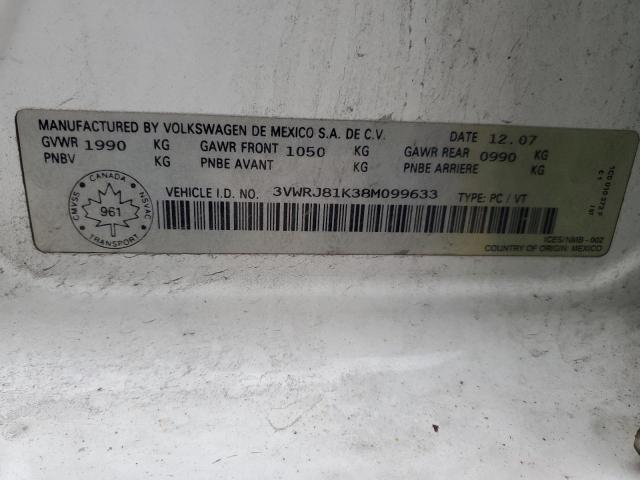 MANUFACTURED BY VOLKSWAGEN DE MEXICO S.A. DE C.V. DATE 12.07
GVWR 1990 KG GAWR FRONT 1050 KG GAWR REAR 0990 KG
PNBV KG PNBE AVANT KG PNBE ARRIERE KG
VEHICLE I.D. NO. 3VWRJ81K38M099633 TYPE: PC / VT
CANADA
CMVSS 961 NSVAC
TRANSPORT
ICES/NMB - 002
COUNTRY OF ORIGIN: MEXICO